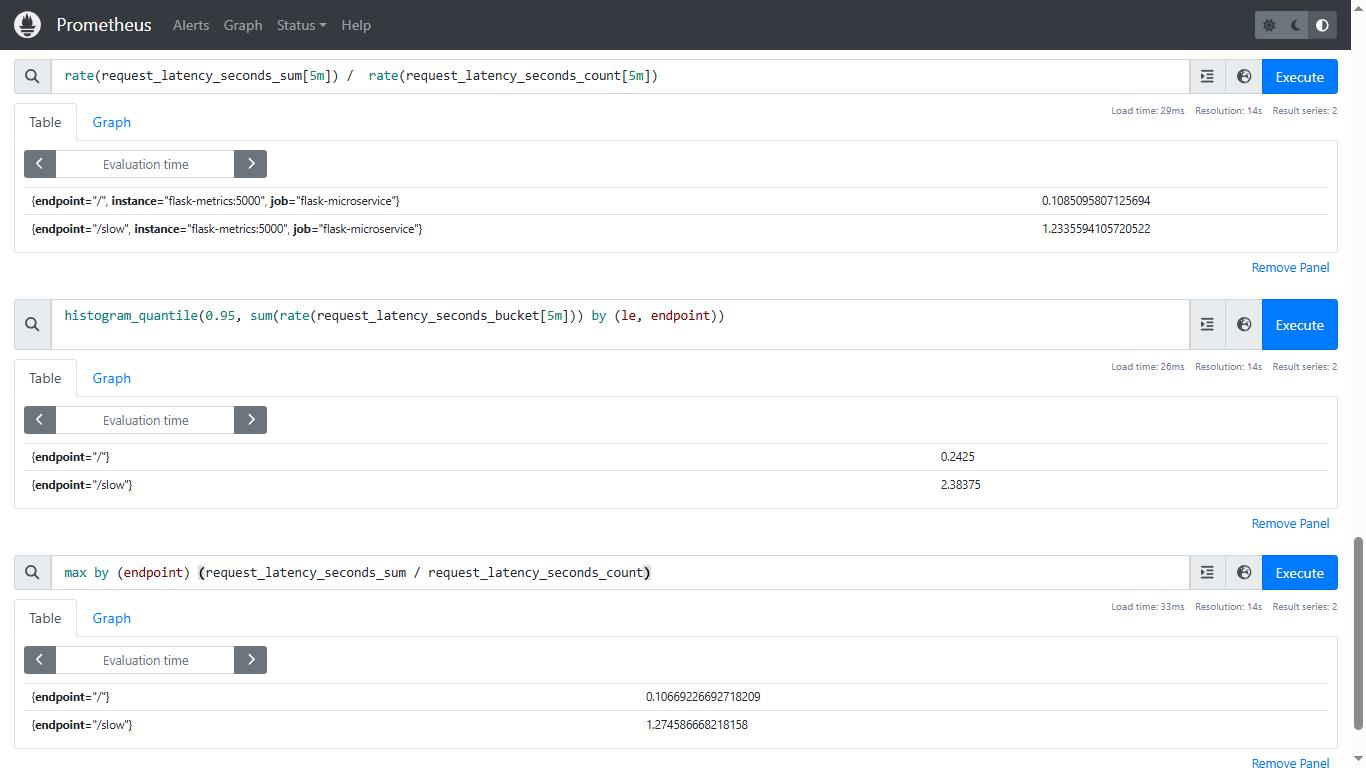 Prometheus Alerts Graph Status Help
rate(request_latency_seconds_sum[5m]) /  rate(request_latency_seconds_count[5m])
Execute
Load time: 29ms Resolution: 14s Result series: 2
Table Graph
Evaluation time
{endpoint="/", instance="flask-metrics:5000", job="flask-microservice"} 0.1085095807125694
{endpoint="/slow", instance="flask-metrics:5000", job="flask-microservice"} 1.2335594105720522
Remove Panel
histogram_quantile(0.95, sum(rate(request_latency_seconds_bucket[5m])) by (le, endpoint))
Execute
Load time: 26ms Resolution: 14s Result series: 2
Table Graph
Evaluation time
{endpoint="/"} 0.2425
{endpoint="/slow"} 2.38375
Remove Panel
max by (endpoint) (request_latency_seconds_sum / request_latency_seconds_count)
Execute
Load time: 33ms Resolution: 14s Result series: 2
Table Graph
Evaluation time
{endpoint="/"} 0.10669226692718209
{endpoint="/slow"} 1.274586668218158
Remove Panel